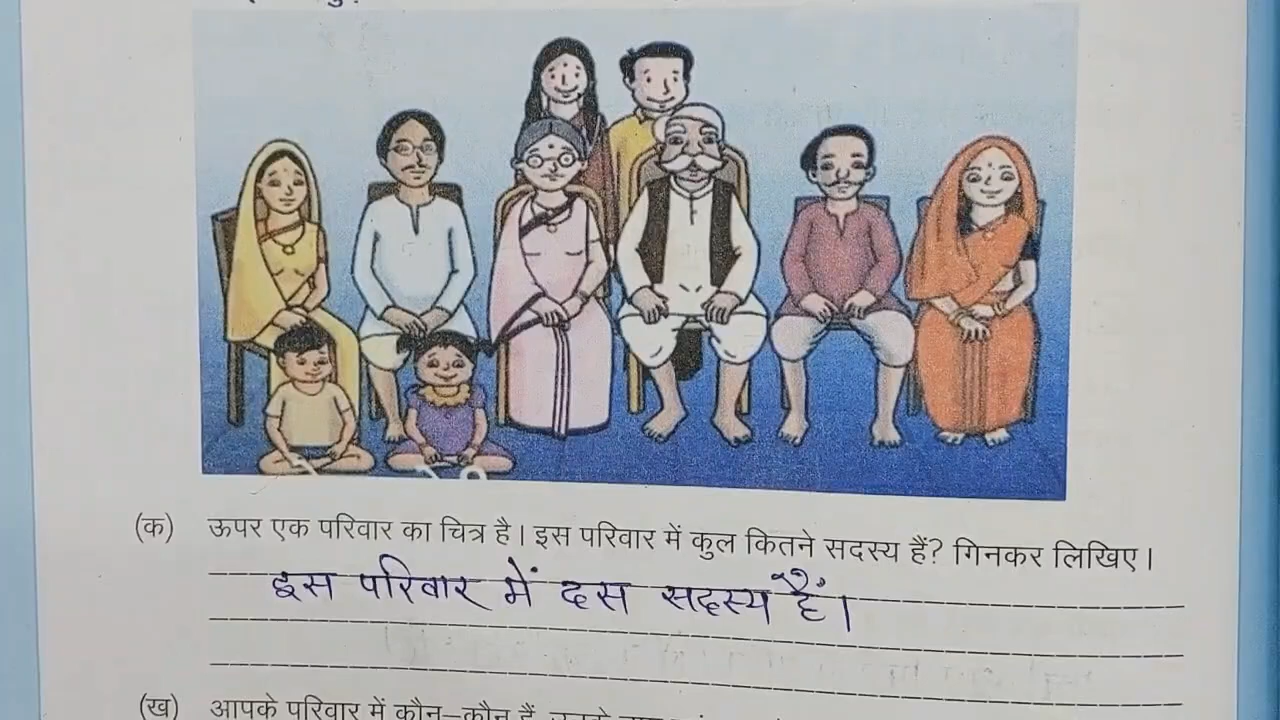 (क) ऊपर एक परिवार का चित्र है। इस परिवार में कुल कितने सदस्य हैं? गिनकर लिखिए।
इस परिवार में दस सदस्य हैं।
(ख) आपके परिवार में कौन–कौन हैं